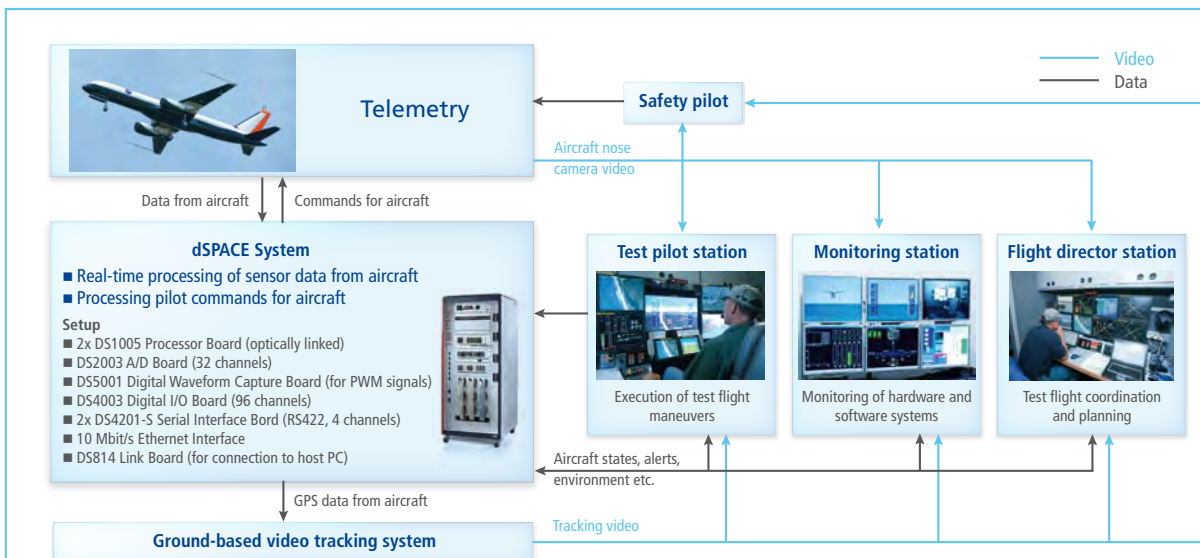 Telemetry
Safety pilot
Video
Data
Aircraft nose
camera video
Data from aircraft
Commands for aircraft
dSPACE System
■ Real-time processing of sensor data from aircraft
■ Processing pilot commands for aircraft
Setup
■ 2x DS1005 Processor Board (optically linked)
■ DS2003 A/D Board (32 channels)
■ DS5001 Digital Waveform Capture Board (for PWM signals)
■ DS4003 Digital I/O Board (96 channels)
■ 2x DS4201-S Serial Interface Bord (RS422, 4 channels)
■ 10 Mbit/s Ethernet Interface
■ DS814 Link Board (for connection to host PC)
Test pilot station
Execution of test flight
maneuvers
Monitoring station
Monitoring of hardware and
software systems
Flight director station
Test flight coordination
and planning
Aircraft states, alerts,
environment etc.
GPS data from aircraft
Tracking video
Ground-based video tracking system